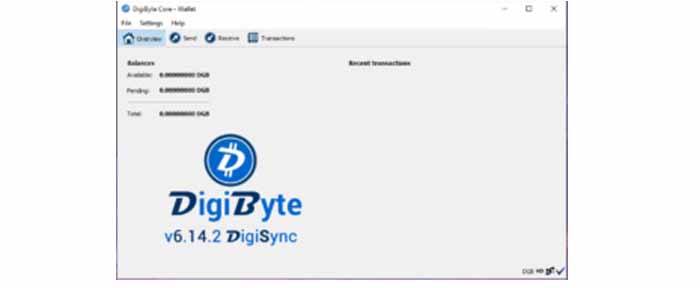 DigiByte Core - Wallet
File Settings Help
Overview Send Receive Transactions
Balances
Recent transactions
Available: 0.00000000 DGB
Pending: 0.00000000 DGB
Total: 0.00000000 DGB
DigiByte
v6.14.2 DigiSync
DGB HD